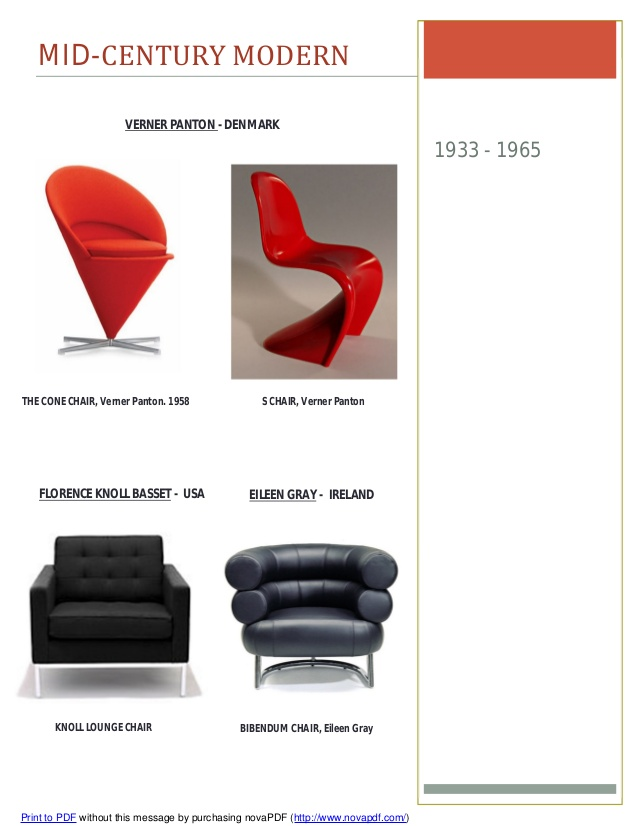 MID-CENTURY MODERN
1933 - 1965
VERNER PANTON - DENMARK
THE CONE CHAIR, Verner Panton. 1958
S CHAIR, Verner Panton
FLORENCE KNOLL BASSET - USA
EILEEN GRAY - IRELAND
KNOLL LOUNGE CHAIR
BIBENDUM CHAIR, Eileen Gray
Print to PDF without this message by purchasing novaPDF (http://www.novapdf.com/)